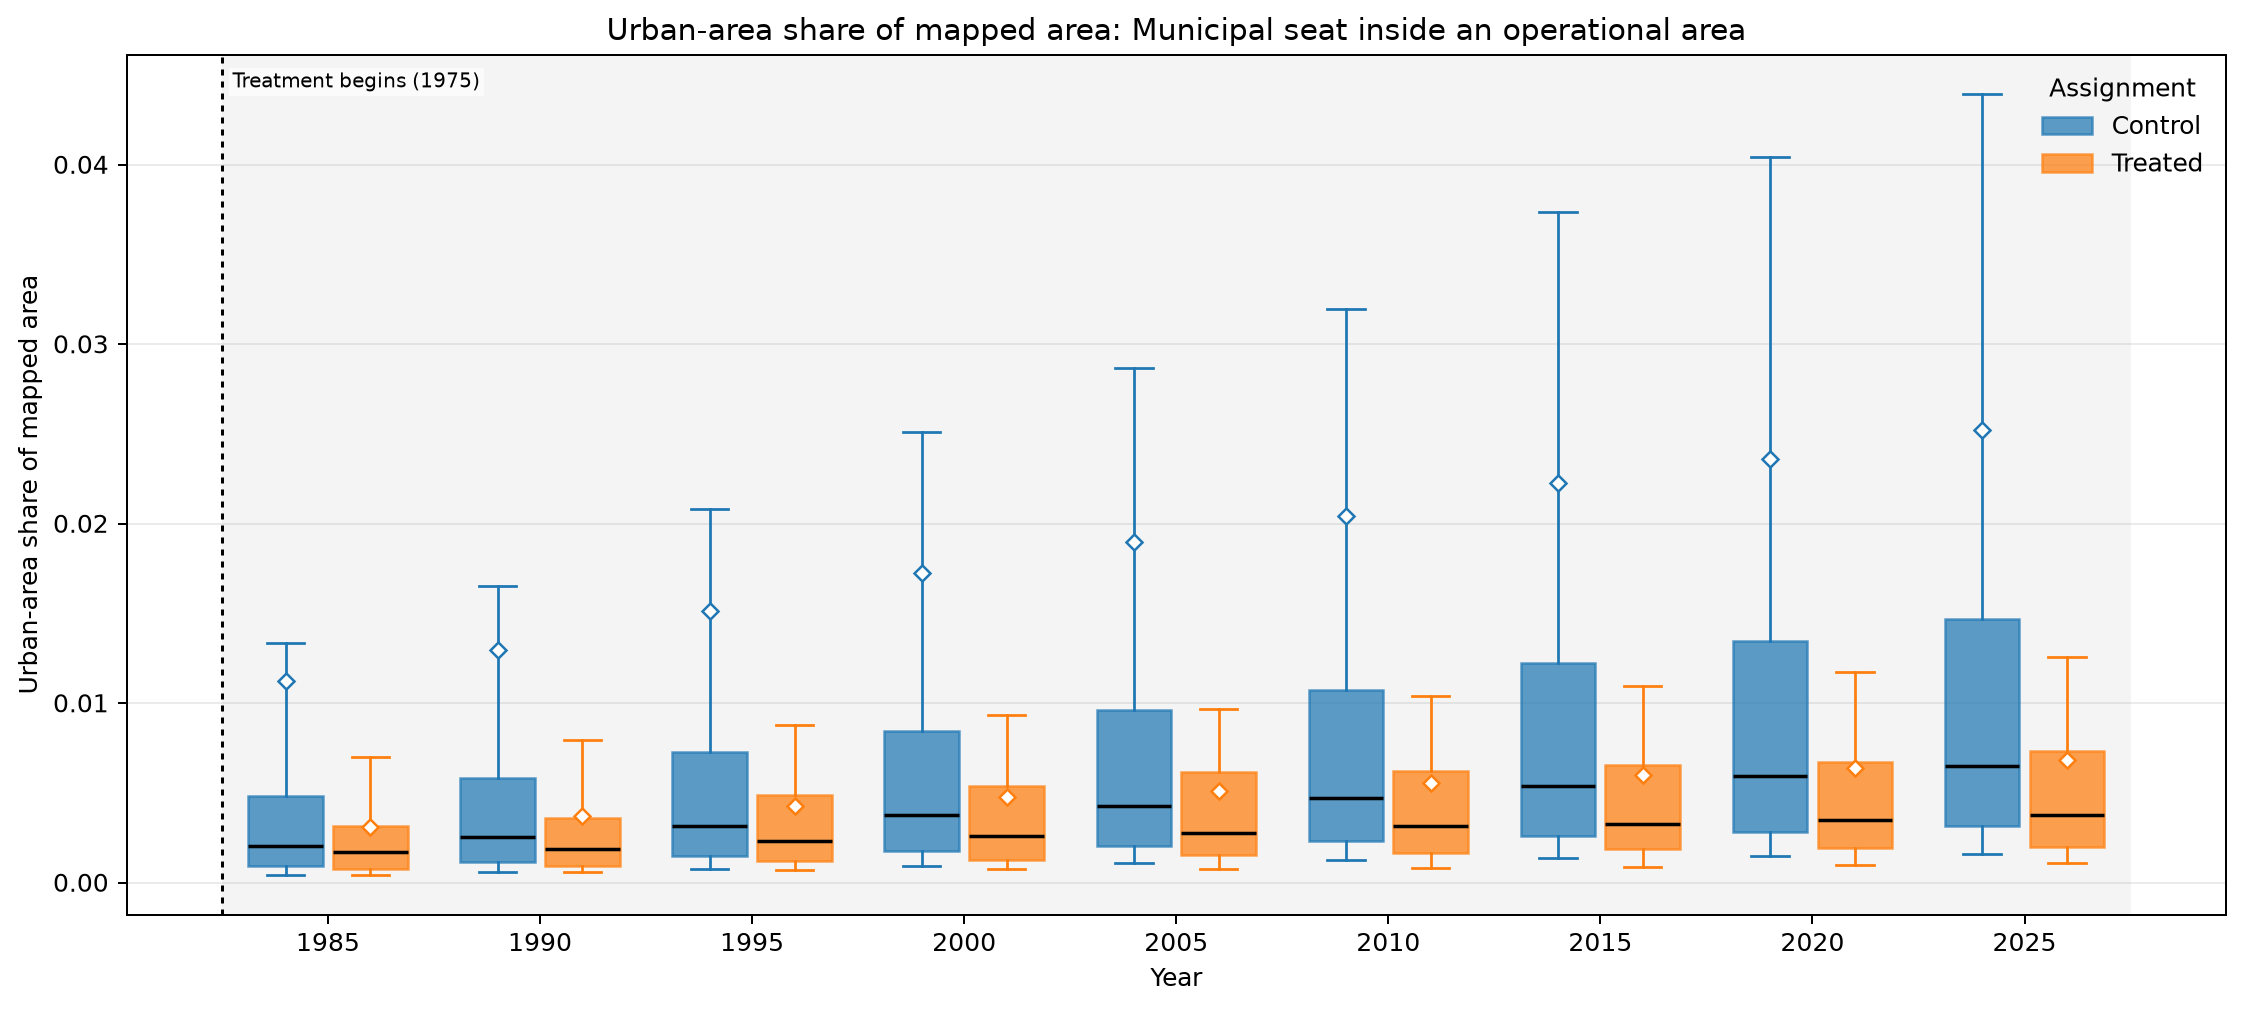 Urban-area share of mapped area: Municipal seat inside an operational area
Treatment begins (1975)
Assignment
Control
Treated
Urban-area share of mapped area
0.04
0.03
0.02
0.01
0.00
1985 1990 1995 2000 2005 2010 2015 2020 2025
Year